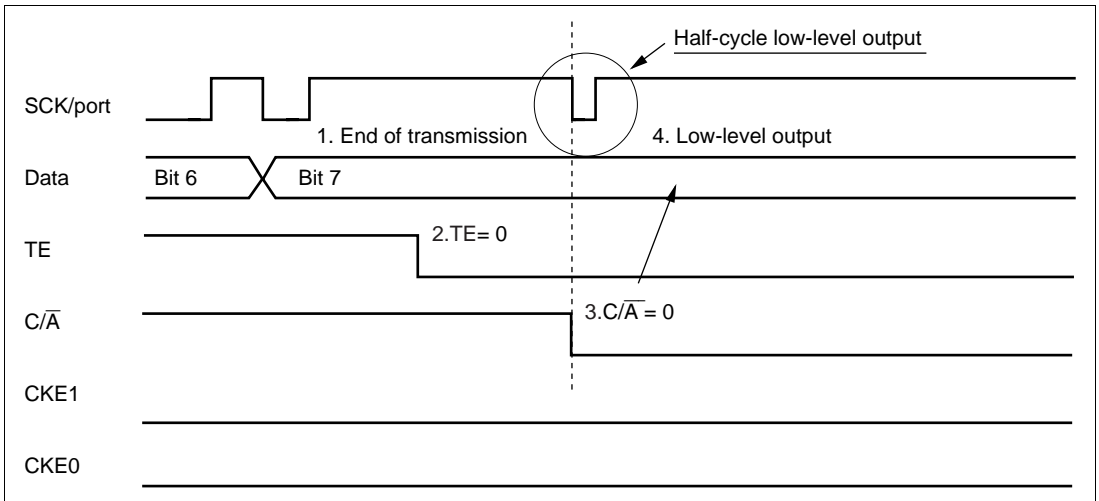 Half-cycle low-level output
SCK/port
1. End of transmission
4. Low-level output
Data
Bit 6
Bit 7
TE
2.TE= 0
C/A̅
3.C/A̅ = 0
CKE1
CKE0